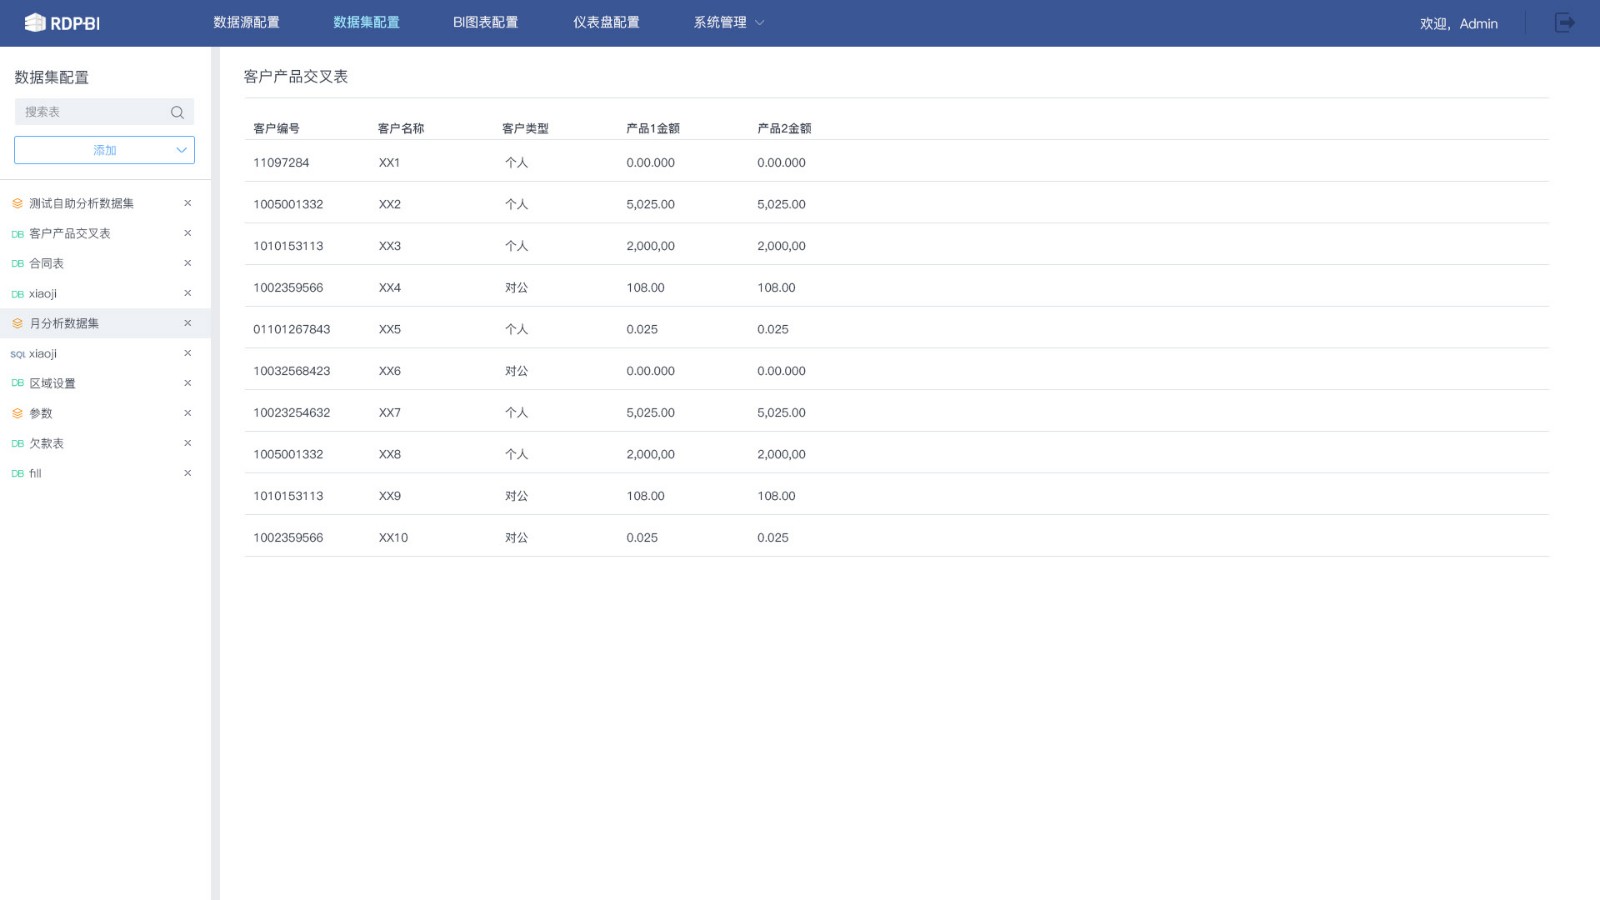 RDP-BI 数据源配置 数据集配置 BI图表配置 仪表盘配置 系统管理 欢迎，Admin
数据集配置
搜索表
添加
测试自助分析数据集
DB 客户产品交叉表
DB 合同表
DB xiaoji
月分析数据集
SQL xiaoji
DB 区域设置
参数
DB 欠款表
DB fill
客户产品交叉表
客户编号 客户名称 客户类型 产品1金额 产品2金额
11097284 XX1 个人 0.00.000 0.00.000
1005001332 XX2 个人 5,025.00 5,025.00
1010153113 XX3 个人 2,000,00 2,000,00
1002359566 XX4 对公 108.00 108.00
01101267843 XX5 个人 0.025 0.025
10032568423 XX6 对公 0.00.000 0.00.000
10023254632 XX7 个人 5,025.00 5,025.00
1005001332 XX8 个人 2,000,00 2,000,00
1010153113 XX9 对公 108.00 108.00
1002359566 XX10 对公 0.025 0.025